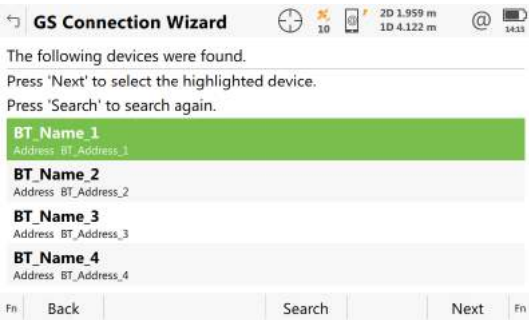 GS Connection Wizard
10
@
2D 1.959 m
1D 4.122 m
@
14:13
The following devices were found.
Press 'Next' to select the highlighted device.
Press 'Search' to search again.
BT_Name_1
Address BT_Address_1
BT_Name_2
Address BT_Address_2
BT_Name_3
Address BT_Address_3
BT_Name_4
Address BT_Address_4
Fn Back Search Next Fn